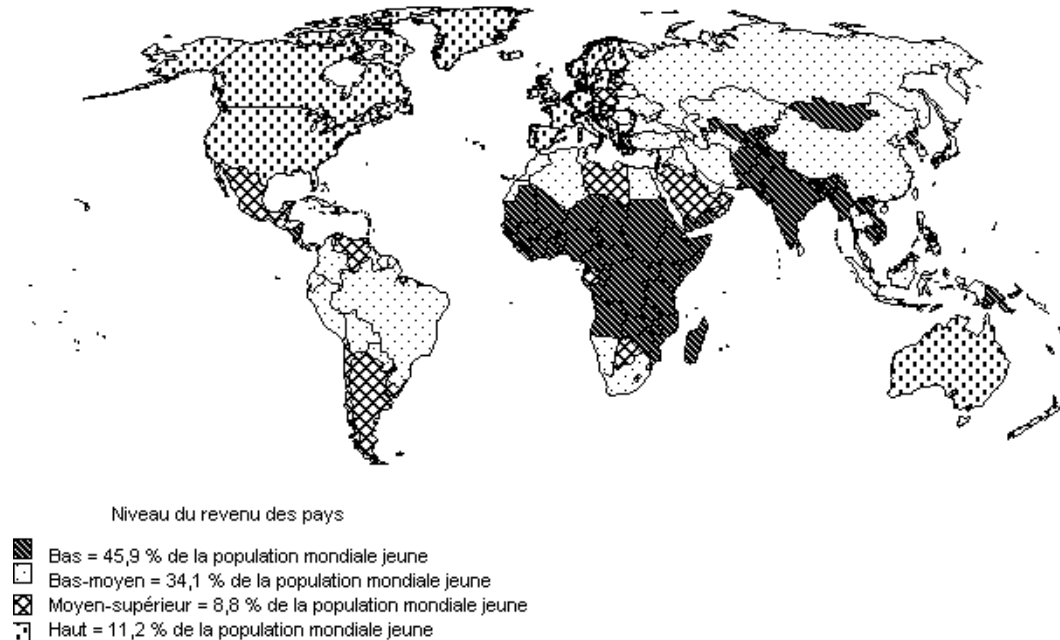 Niveau du revenu des pays
Bas = 45,9 % de la population mondiale jeune
Bas-moyen = 34,1 % de la population mondiale jeune
Moyen-supérieur = 8,8 % de la population mondiale jeune
Haut = 11,2 % de la population mondiale jeune